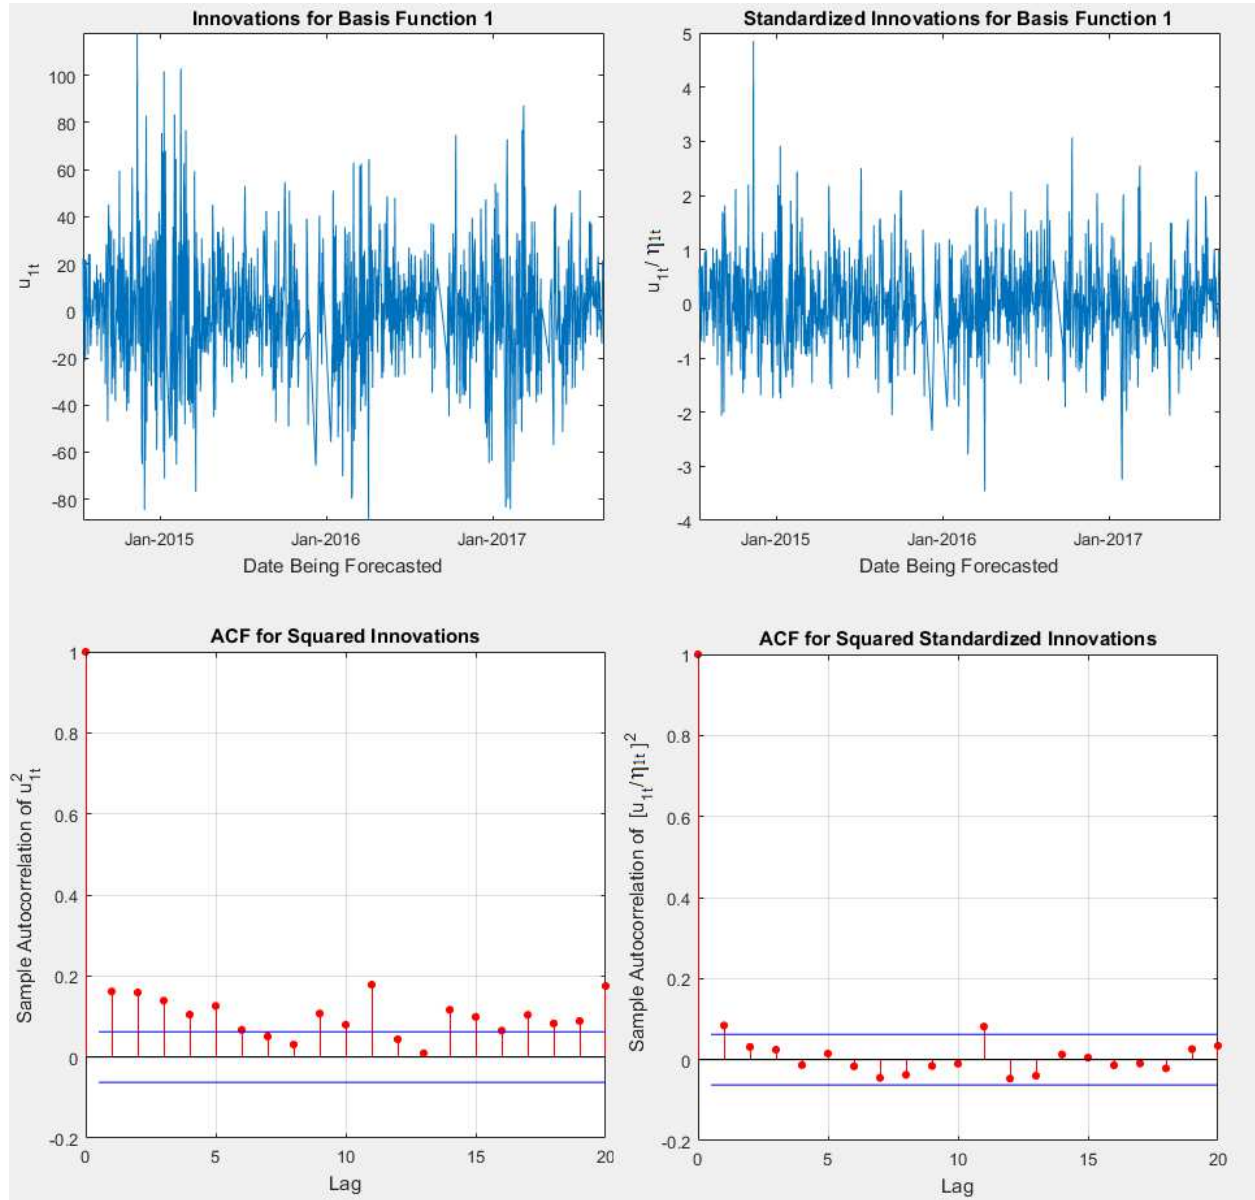 Innovations for Basis Function 1
100
80
60
40
20
0
-20
-40
-60
-80
u1t
Jan-2015 Jan-2016 Jan-2017
Date Being Forecasted
Standardized Innovations for Basis Function 1
5
4
3
2
1
0
-1
-2
-3
-4
u1t/ η1t
Jan-2015 Jan-2016 Jan-2017
Date Being Forecasted
ACF for Squared Innovations
1
0.8
0.6
0.4
0.2
0
-0.2
Sample Autocorrelation of u²1t
0 5 10 15 20
Lag
ACF for Squared Standardized Innovations
1
0.8
0.6
0.4
0.2
0
-0.2
Sample Autocorrelation of [u1t/η1t]²
0 5 10 15 20
Lag